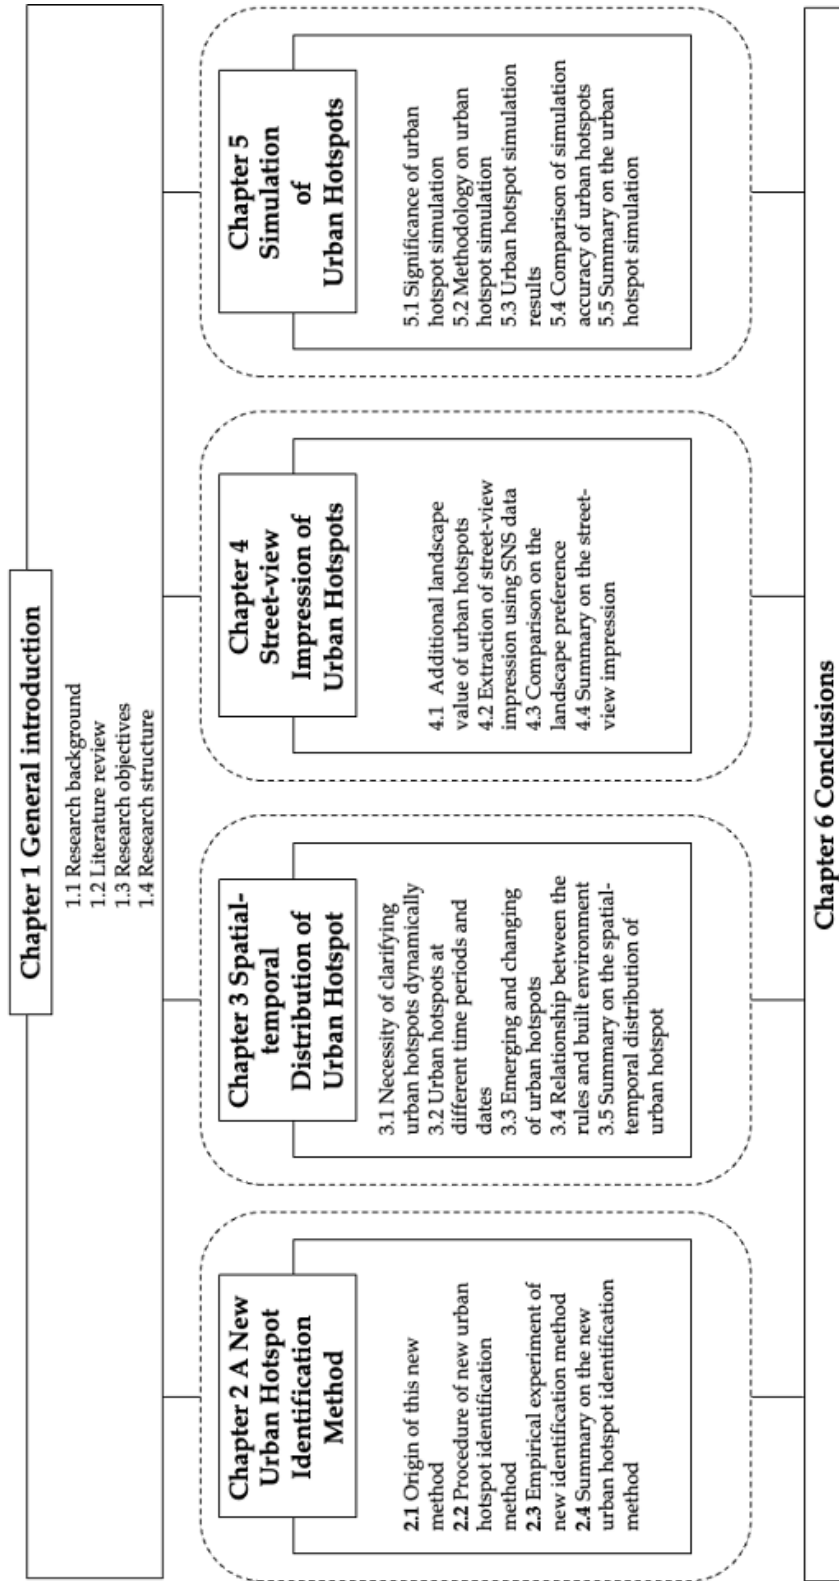 Chapter 1 General introduction
1.1 Research background
1.2 Literature review
1.3 Research objectives
1.4 Research structure
Chapter 2 A New
Urban Hotspot
Identification
Method
2.1 Origin of this new
method
2.2 Procedure of new urban
hotspot identification
method
2.3 Empirical experiment of
new identification method
2.4 Summary on the new
urban hotspot identification
method
Chapter 3 Spatial-
temporal
Distribution of
Urban Hotspot
3.1 Necessity of clarifying
urban hotspots dynamically
3.2 Urban hotspots at
different time periods and
dates
3.3 Emerging and changing
of urban hotspots
3.4 Relationship between the
rules and built environment
3.5 Summary on the spatial-
temporal distribution of
urban hotspot
Chapter 4
Street-view
Impression of
Urban Hotspots
4.1 Additional landscape
value of urban hotspots
4.2 Extraction of street-view
impression using SNS data
4.3 Comparison on the
landscape preference
4.4 Summary on the street-
view impression
Chapter 5
Simulation
of
Urban Hotspots
5.1 Significance of urban
hotspot simulation
5.2 Methodology on urban
hotspot simulation
5.3 Urban hotspot simulation
results
5.4 Comparison of simulation
accuracy of urban hotspots
5.5 Summary on the urban
hotspot simulation
Chapter 6 Conclusions